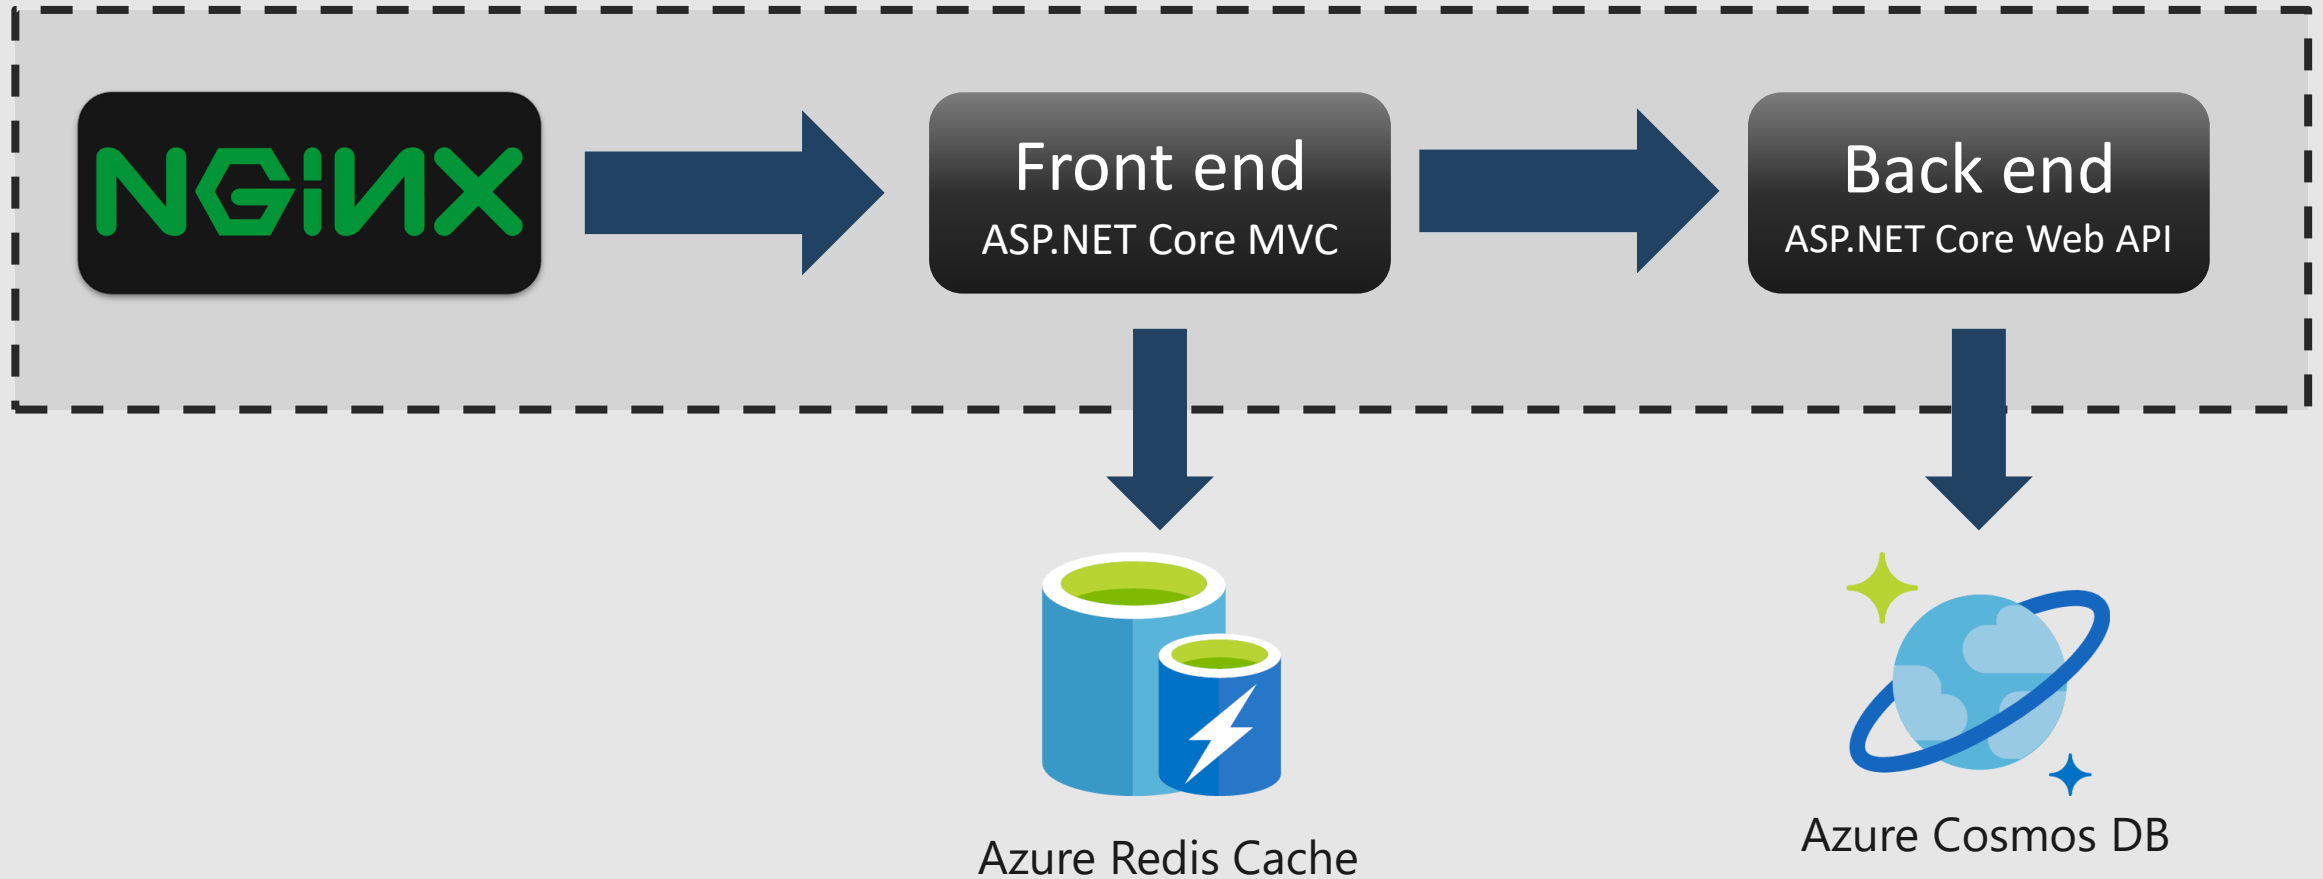 NGINX
Front end
ASP.NET Core MVC
Back end
ASP.NET Core Web API
Azure Redis Cache
Azure Cosmos DB